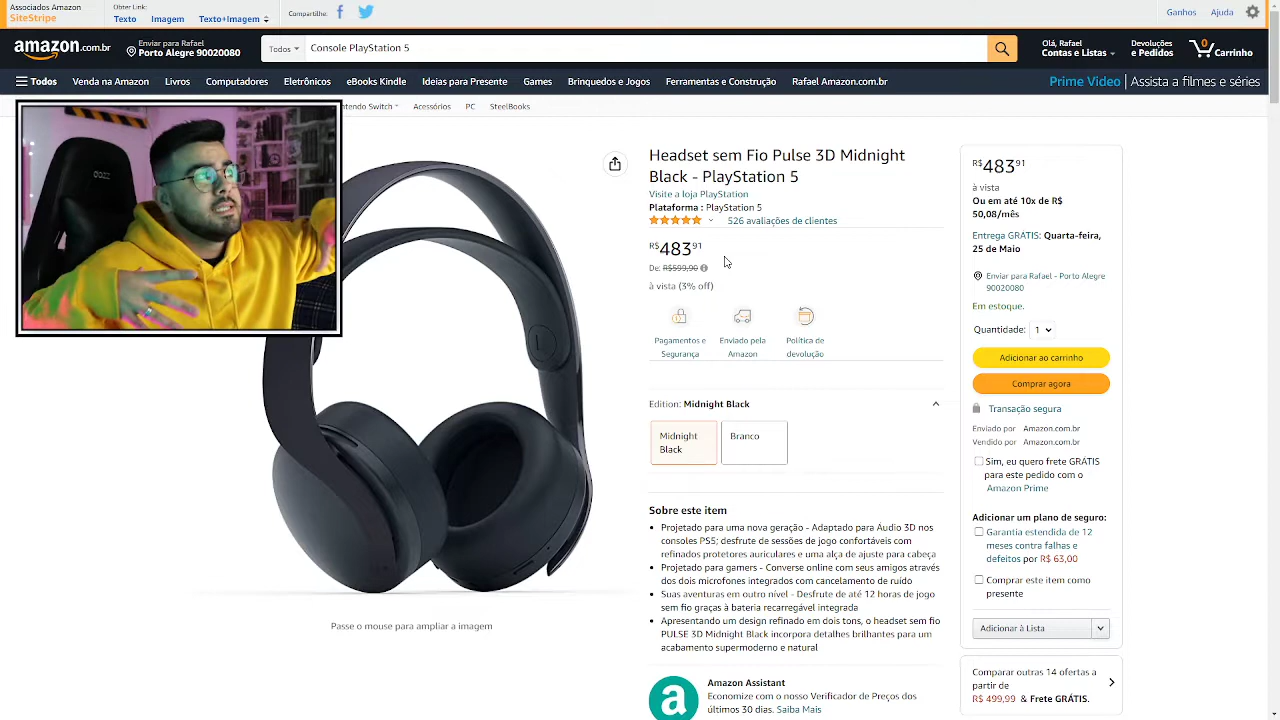 Associados Amazon
SiteStripe
Obter Link:
Texto
Imagem
Texto+Imagem
Compartilhe:
Ganhos
Ajuda
amazon.com.br
Enviar para Rafael
Porto Alegre 90020080
Todos
Console PlayStation 5
Olá, Rafael
Contas e Listas
Devoluções
e Pedidos
0
Carrinho
Todos
Venda na Amazon
Livros
Computadores
Eletrônicos
eBooks Kindle
Ideias para Presente
Games
Brinquedos e Jogos
Ferramentas e Construção
Rafael Amazon.com.br
Prime Video | Assista a filmes e séries
ntendo Switch
Acessórios
PC
SteelBooks
Passe o mouse para ampliar a imagem
Headset sem Fio Pulse 3D Midnight
Black - PlayStation 5
Visite a loja PlayStation
Plataforma : PlayStation 5
526 avaliações de clientes
R$ 483 91
De: R$599,90
à vista (3% off)
Pagamentos e
Segurança
Enviado pela
Amazon
Política de
devolução
Edition: Midnight Black
Midnight
Black
Branco
Sobre este item
• Projetado para uma nova geração - Adaptado para Áudio 3D nos
consoles PS5; desfrute de sessões de jogo confortáveis com
refinados protetores auriculares e uma alça de ajuste para cabeça
• Projetado para gamers - Converse online com seus amigos através
dos dois microfones integrados com cancelamento de ruído
• Suas aventuras em outro nível - Desfrute de até 12 horas de jogo
sem fio graças à bateria recarregável integrada
• Apresentando um design refinado em dois tons, o headset sem fio
PULSE 3D Midnight Black incorpora detalhes brilhantes para um
acabamento supermoderno e natural
a
Amazon Assistant
Economize com o nosso Verificador de Preços dos
últimos 30 dias. Saiba Mais
R$ 483 91
à vista
Ou em até 10x de R$
50,08/mês
Entrega GRÁTIS: Quarta-feira,
25 de Maio
Enviar para Rafael - Porto Alegre
90020080
Em estoque.
Quantidade: 1
Adicionar ao carrinho
Comprar agora
Transação segura
Enviado por Amazon.com.br
Vendido por Amazon.com.br
Sim, eu quero frete GRÁTIS
para este pedido com o
Amazon Prime
Adicionar um plano de seguro:
Garantia estendida de 12
meses contra falhas e
defeitos por R$ 63,00
Comprar este item como
presente
Adicionar à Lista
Comparar outras 14 ofertas a
partir de
R$ 499,99 & Frete GRÁTIS.